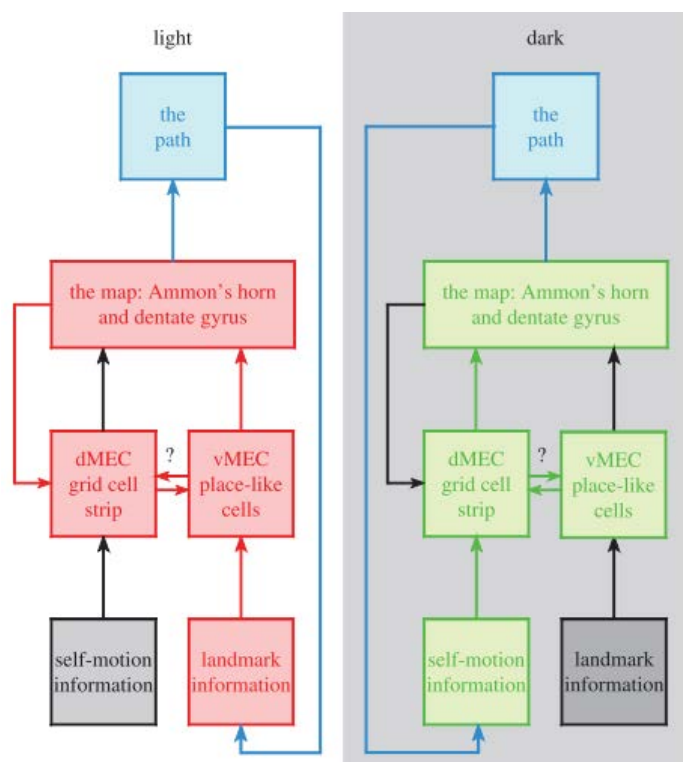 light
the
path
the map: Ammon's horn
and dentate gyrus
?
dMEC
grid cell
strip
vMEC
place-like
cells
self-motion
information
landmark
information
dark
the
path
the map: Ammon's horn
and dentate gyrus
?
dMEC
grid cell
strip
vMEC
place-like
cells
self-motion
information
landmark
information